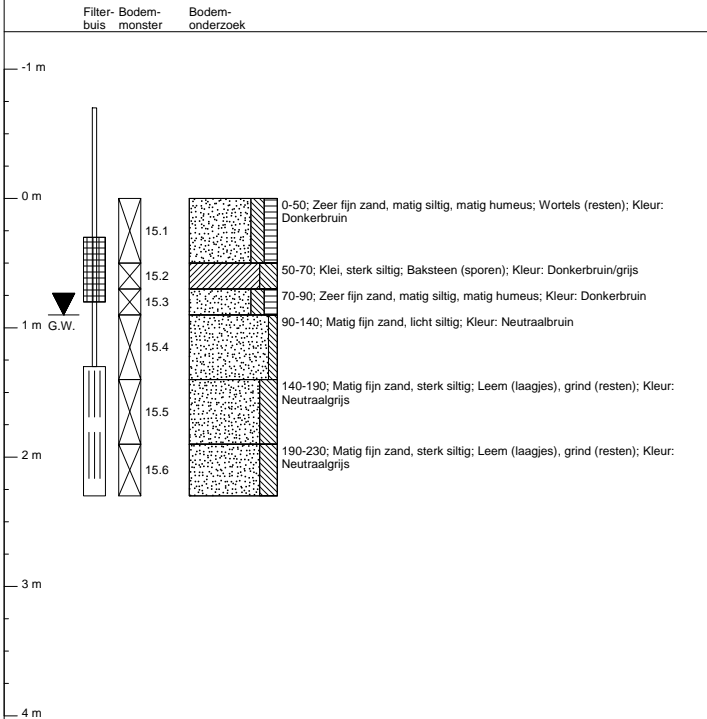 Filter- Bodem- Bodem-
buis monster onderzoek
-1 m
0 m
15.1
0-50; Zeer fijn zand, matig siltig, matig humeus; Wortels (resten); Kleur:
Donkerbruin
15.2
50-70; Klei, sterk siltig; Baksteen (sporen); Kleur: Donkerbruin/grijs
15.3
70-90; Zeer fijn zand, matig siltig, matig humeus; Kleur: Donkerbruin
1 m
G.W.
90-140; Matig fijn zand, licht siltig; Kleur: Neutraalbruin
15.4
140-190; Matig fijn zand, sterk siltig; Leem (laagjes), grind (resten); Kleur:
Neutraalgrijs
15.5
2 m
190-230; Matig fijn zand, sterk siltig; Leem (laagjes), grind (resten); Kleur:
Neutraalgrijs
15.6
3 m
4 m